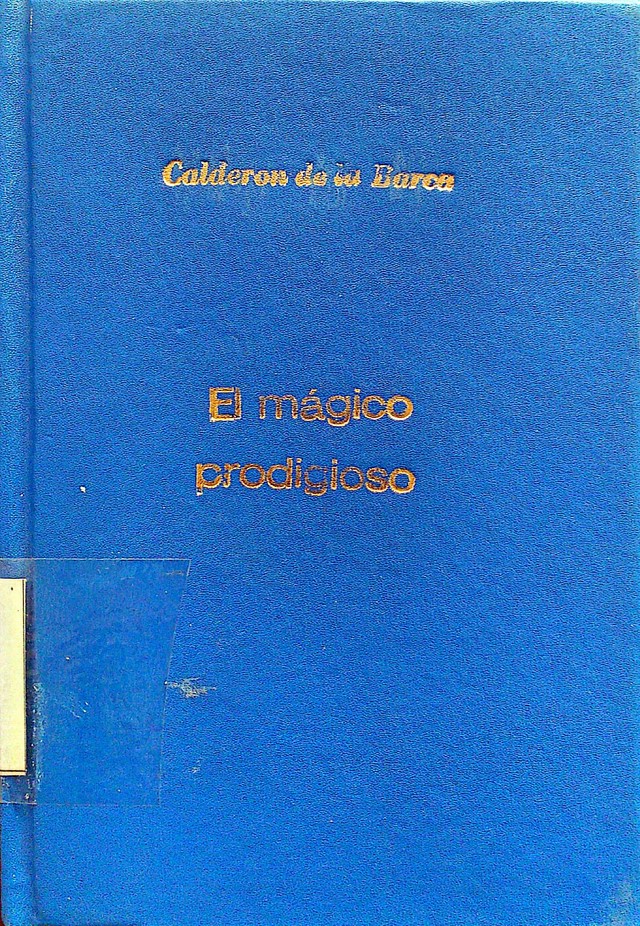 Calderon de la Barca
El mágico
prodigioso